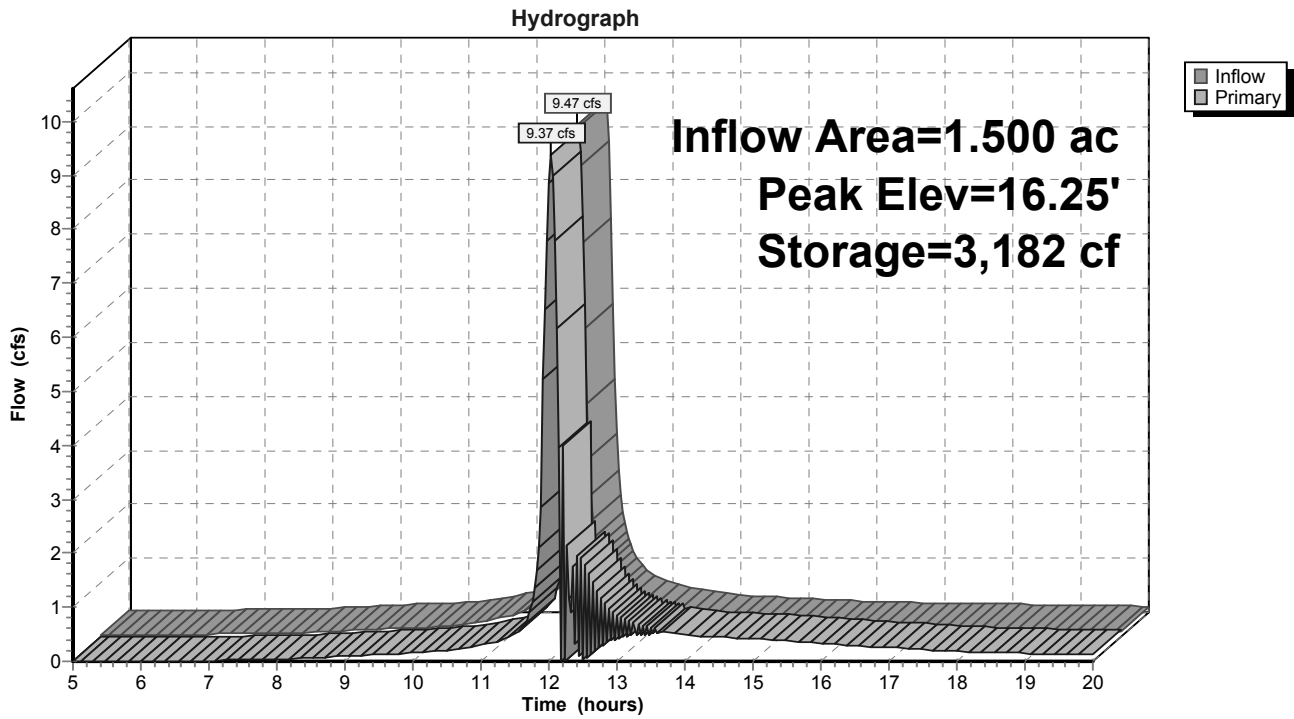 Hydrograph
Inflow
Primary
9.47 cfs
9.37 cfs
Inflow Area=1.500 ac
Peak Elev=16.25'
Storage=3,182 cf
Flow (cfs)
10
9
8
7
6
5
4
3
2
1
0
5 6 7 8 9 10 11 12 13 14 15 16 17 18 19 20
Time (hours)